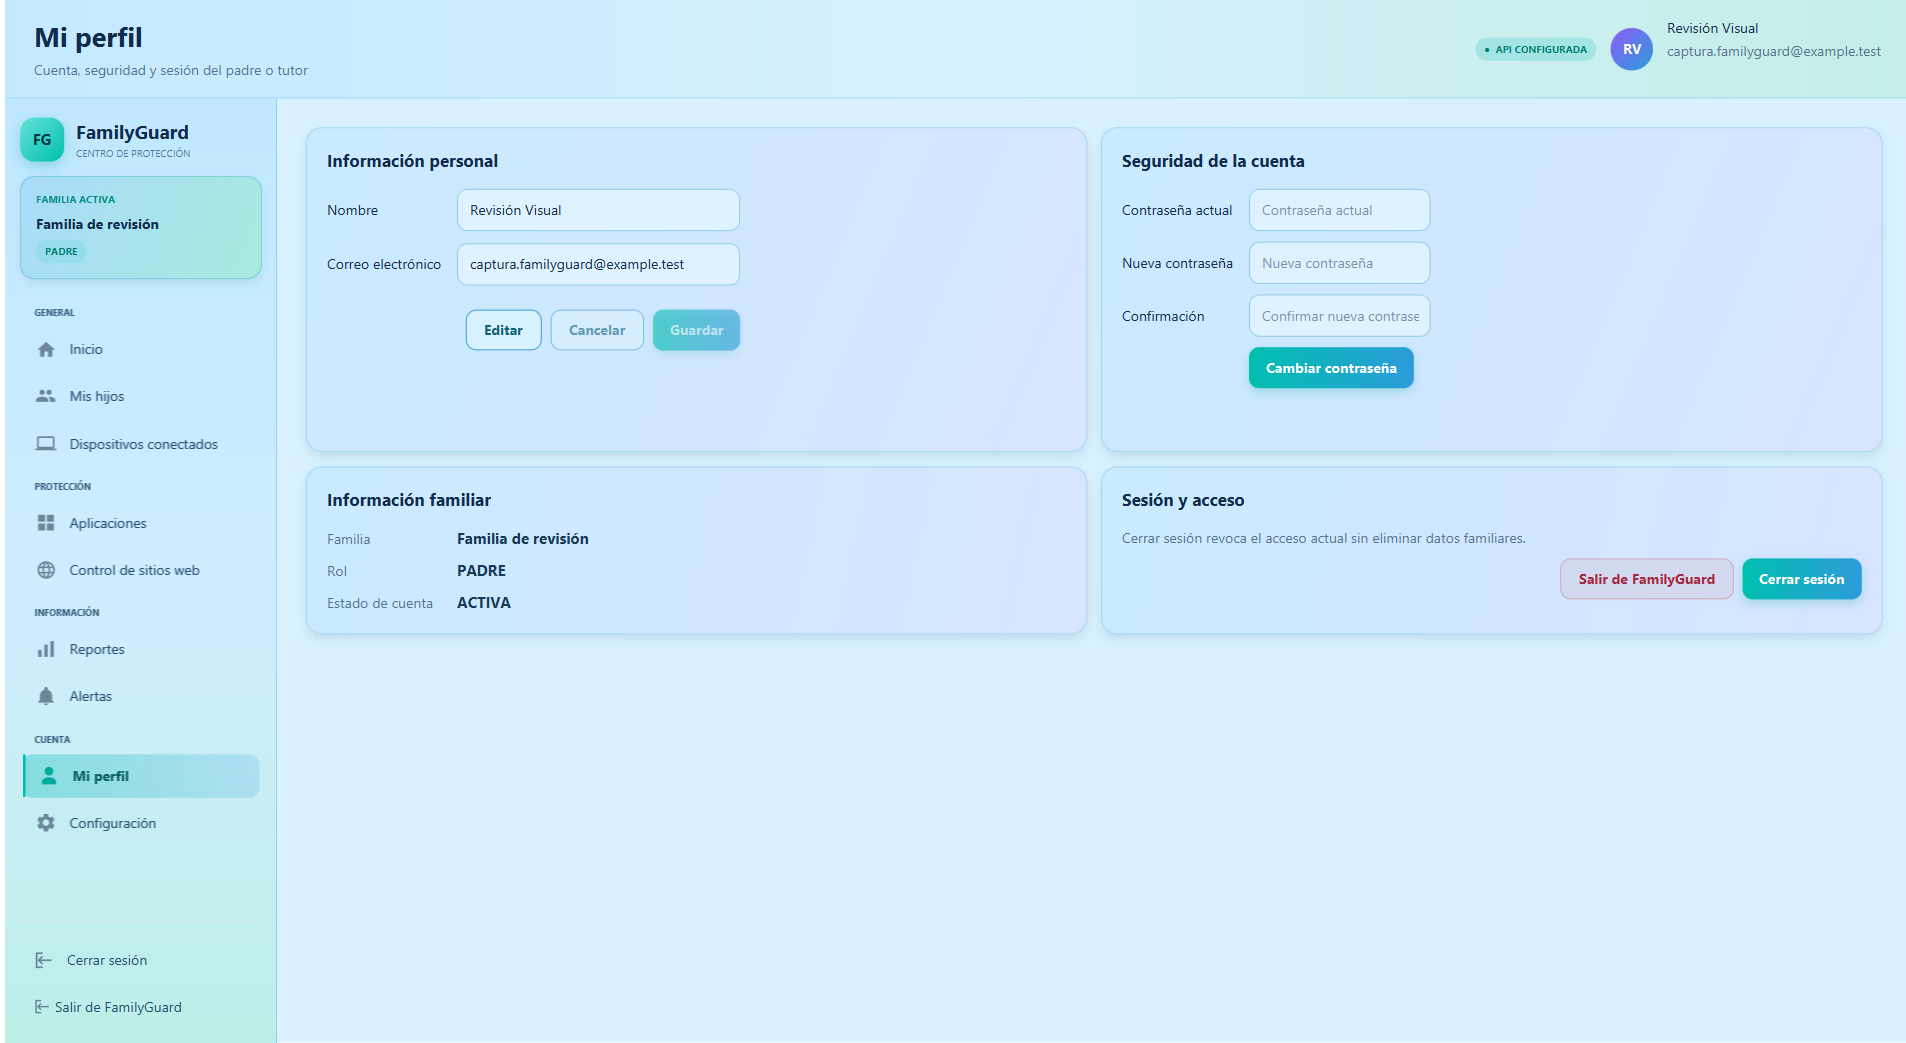 Mi perfil
Cuenta, seguridad y sesión del padre o tutor
• API CONFIGURADA
RV
Revisión Visual
captura.familyguard@example.test
FG
FamilyGuard
CENTRO DE PROTECCIÓN
FAMILIA ACTIVA
Familia de revisión
PADRE
GENERAL
Inicio
Mis hijos
Dispositivos conectados
PROTECCIÓN
Aplicaciones
Control de sitios web
INFORMACIÓN
Reportes
Alertas
CUENTA
Mi perfil
Configuración
Cerrar sesión
Salir de FamilyGuard
Información personal
Nombre
Revisión Visual
Correo electrónico
captura.familyguard@example.test
Editar
Cancelar
Guardar
Seguridad de la cuenta
Contraseña actual
Contraseña actual
Nueva contraseña
Nueva contraseña
Confirmación
Confirmar nueva contrase
Cambiar contraseña
Información familiar
Familia
Familia de revisión
Rol
PADRE
Estado de cuenta
ACTIVA
Sesión y acceso
Cerrar sesión revoca el acceso actual sin eliminar datos familiares.
Salir de FamilyGuard
Cerrar sesión